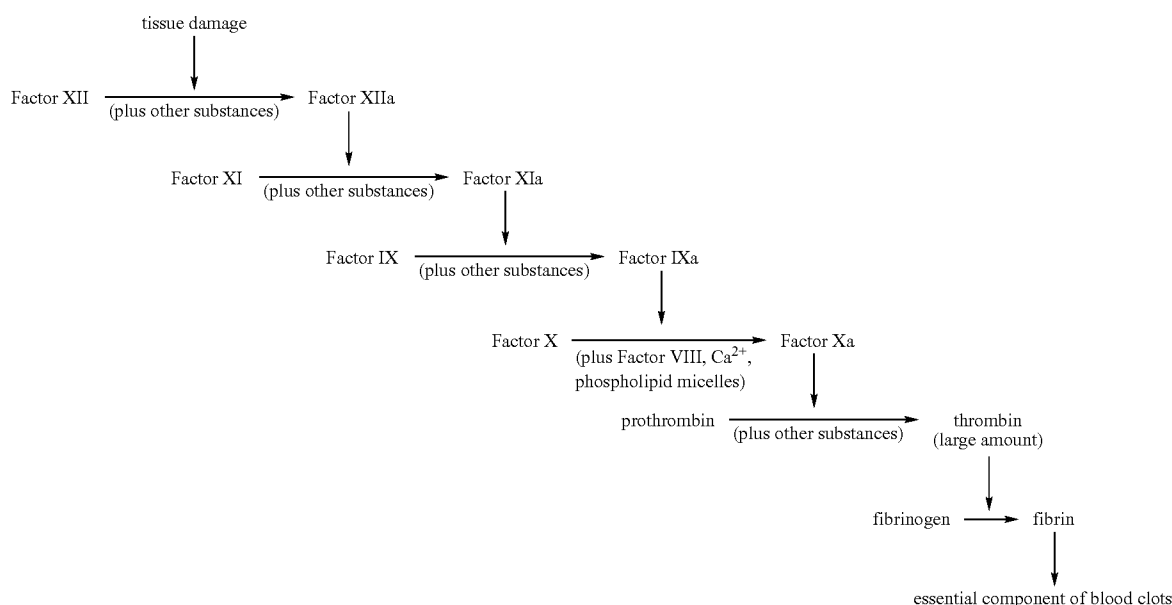 tissue damage
Factor XII
(plus other substances)
Factor XIIa
Factor XI
(plus other substances)
Factor XIa
Factor IX
(plus other substances)
Factor IXa
Factor X
(plus Factor VIII, Ca²⁺,
phospholipid micelles)
Factor Xa
prothrombin
(plus other substances)
thrombin
(large amount)
fibrinogen
fibrin
essential component of blood clots